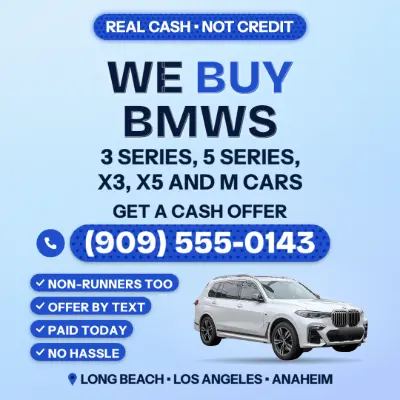 REAL CASH • NOT CREDIT
WE BUY
BMWS
3 SERIES, 5 SERIES,
X3, X5 AND M CARS
GET A CASH OFFER
(909) 555-0143
NON-RUNNERS TOO
OFFER BY TEXT
PAID TODAY
NO HASSLE
LONG BEACH • LOS ANGELES • ANAHEIM